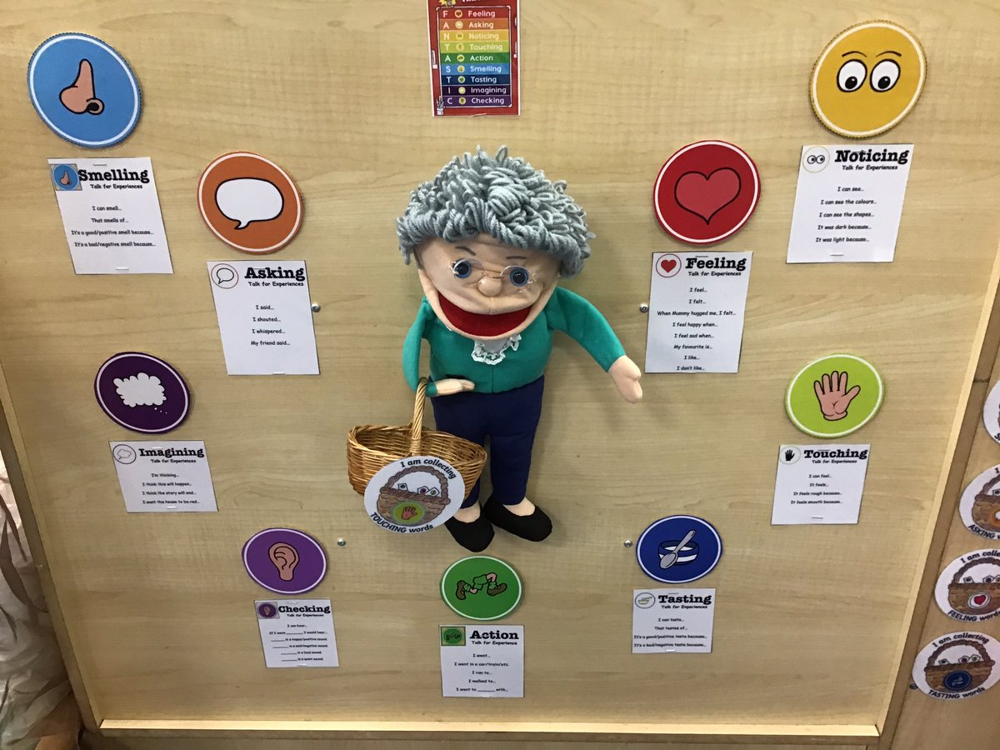 F Feeling
A Asking
N Noticing
T Touching
A Action
S Smelling
T Tasting
I Imagining
C Checking
Smelling
Talk for Experiences
I can smell...
That smells of...
It's a good/positive smell because...
It's a bad/negative smell because...
Asking
Talk for Experiences
I said...
I shouted...
I whispered...
My friend said...
Feeling
Talk for Experiences
I feel...
I felt...
When Mummy hugged me, I felt...
I feel happy when...
I feel sad when...
My favourite is...
I like...
I don't like...
Noticing
Talk for Experiences
I can see...
I can see the colours...
I can see the shapes...
It was dark because...
It was light because...
Imagining
Talk for Experiences
I'm thinking...
I think this will happen...
I think the story will end...
I want the house to be red...
I am collecting
TOUCHING words
Touching
Talk for Experiences
I can feel...
It feels...
It feels rough because...
It feels smooth because...
Checking
Talk for Experiences
I can hear...
If I were ______, I would hear...
______ is a happy/positive sound.
______ is a sad/negative sound.
______ is a loud sound.
______ is a quiet sound.
Action
Talk for Experience
I went...
I went in a car/train/etc.
I ran to...
I walked to...
I went to ______ with...
Tasting
Talk for Experiences
I can taste...
That tastes of...
It's a good/positive taste because...
It's a bad/negative taste because...
I am
ASKING
I am collecting
FEELING words
I am collecting
TASTING words